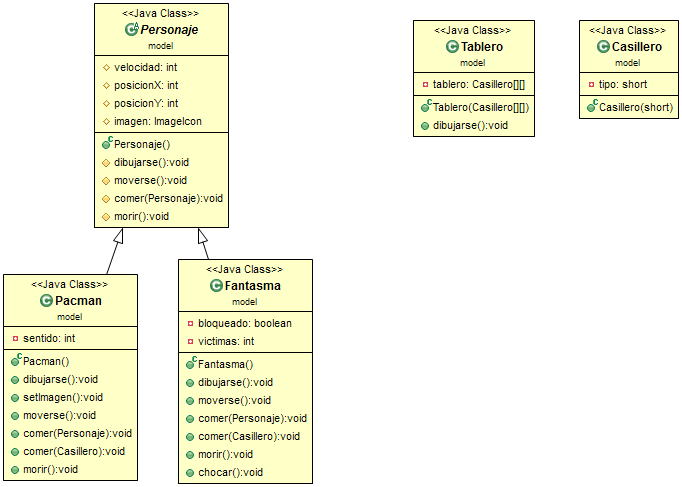 <<Java Class>>
Personaje
model
velocidad: int
posicionX: int
posicionY: int
imagen: ImageIcon
Personaje()
dibujarse():void
moverse():void
comer(Personaje):void
morir():void
<<Java Class>>
Tablero
model
tablero: Casillero[][]
Tablero(Casillero[][])
dibujarse():void
<<Java Class>>
Casillero
model
tipo: short
Casillero(short)
<<Java Class>>
Pacman
model
sentido: int
Pacman()
dibujarse():void
setImagen():void
moverse():void
comer(Personaje):void
comer(Casillero):void
morir():void
<<Java Class>>
Fantasma
model
bloqueado: boolean
victimas: int
Fantasma()
dibujarse():void
moverse():void
comer(Personaje):void
comer(Casillero):void
morir():void
chocar():void